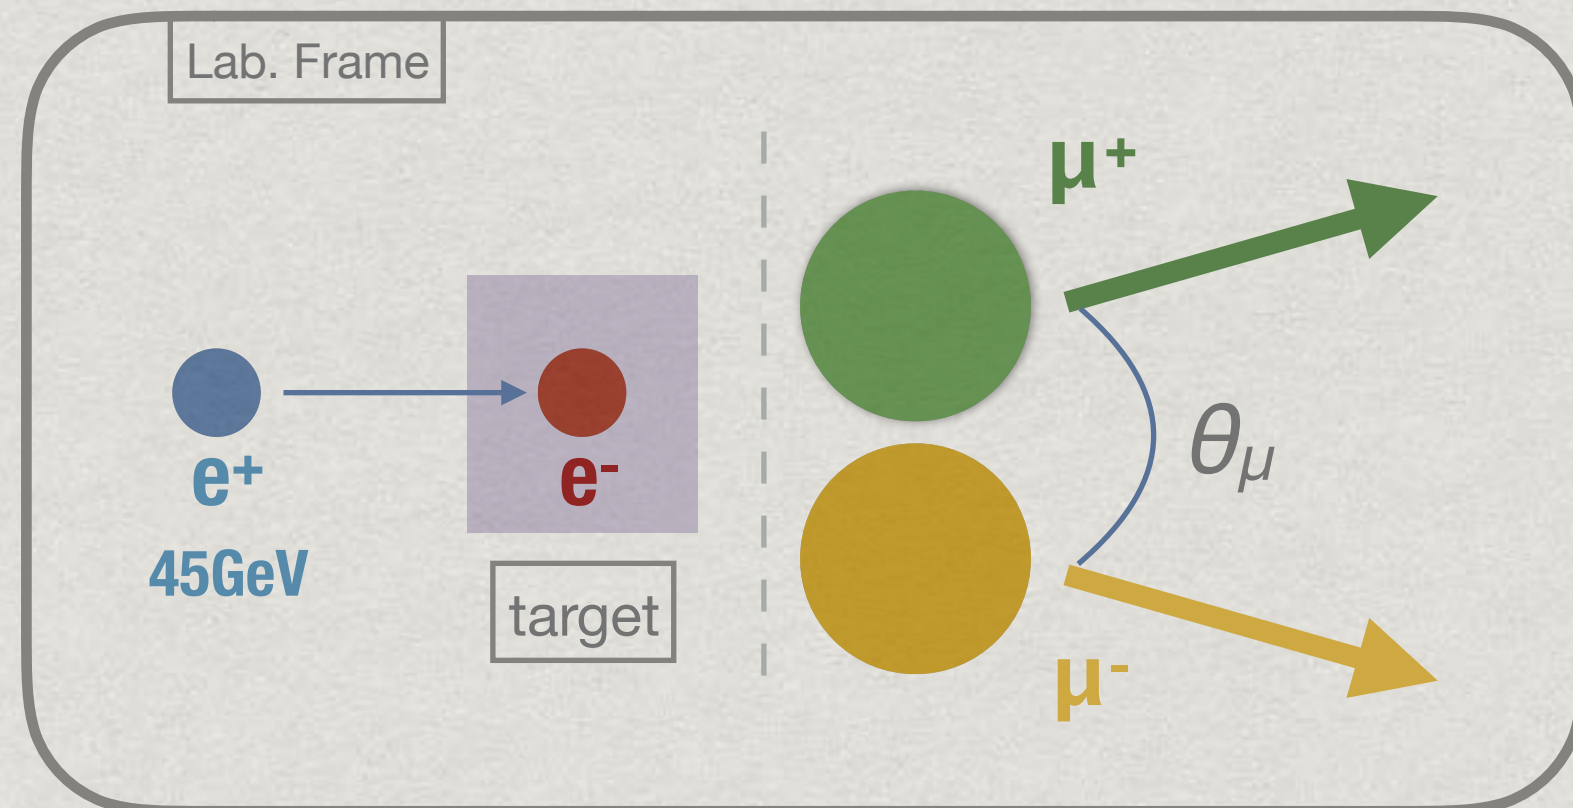 Lab. Frame
μ+
e+
e-
θμ
45GeV
target
μ-